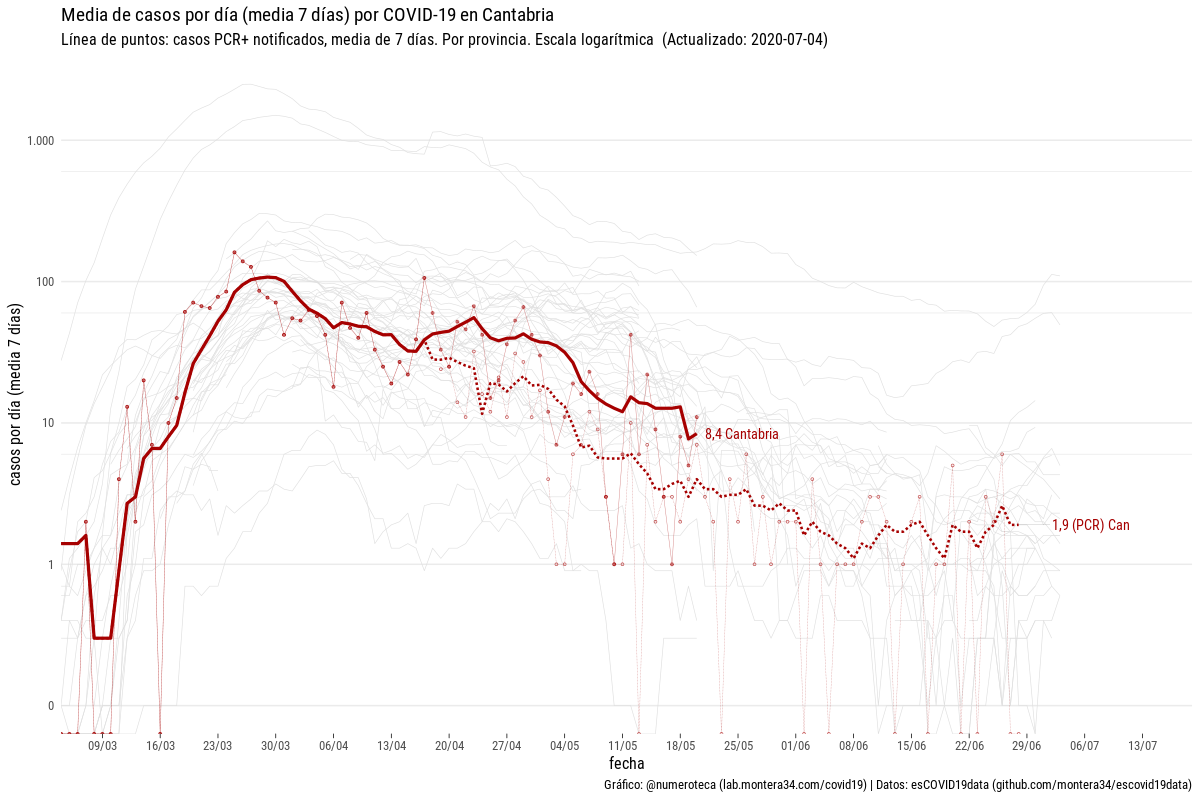 Media de casos por día (media 7 días) por COVID-19 en Cantabria
Línea de puntos: casos PCR+ notificados, media de 7 días. Por provincia. Escala logarítmica (Actualizado: 2020-07-04)
casos por día (media 7 días)
1.000
100
10
1
0
8,4 Cantabria
1,9 (PCR) Can
09/03 16/03 23/03 30/03 06/04 13/04 20/04 27/04 04/05 11/05 18/05 25/05 01/06 08/06 15/06 22/06 29/06 06/07 13/07
fecha
Gráfico: @numeroteca (lab.montera34.com/covid19) | Datos: esCOVID19data (github.com/montera34/escovid19data)